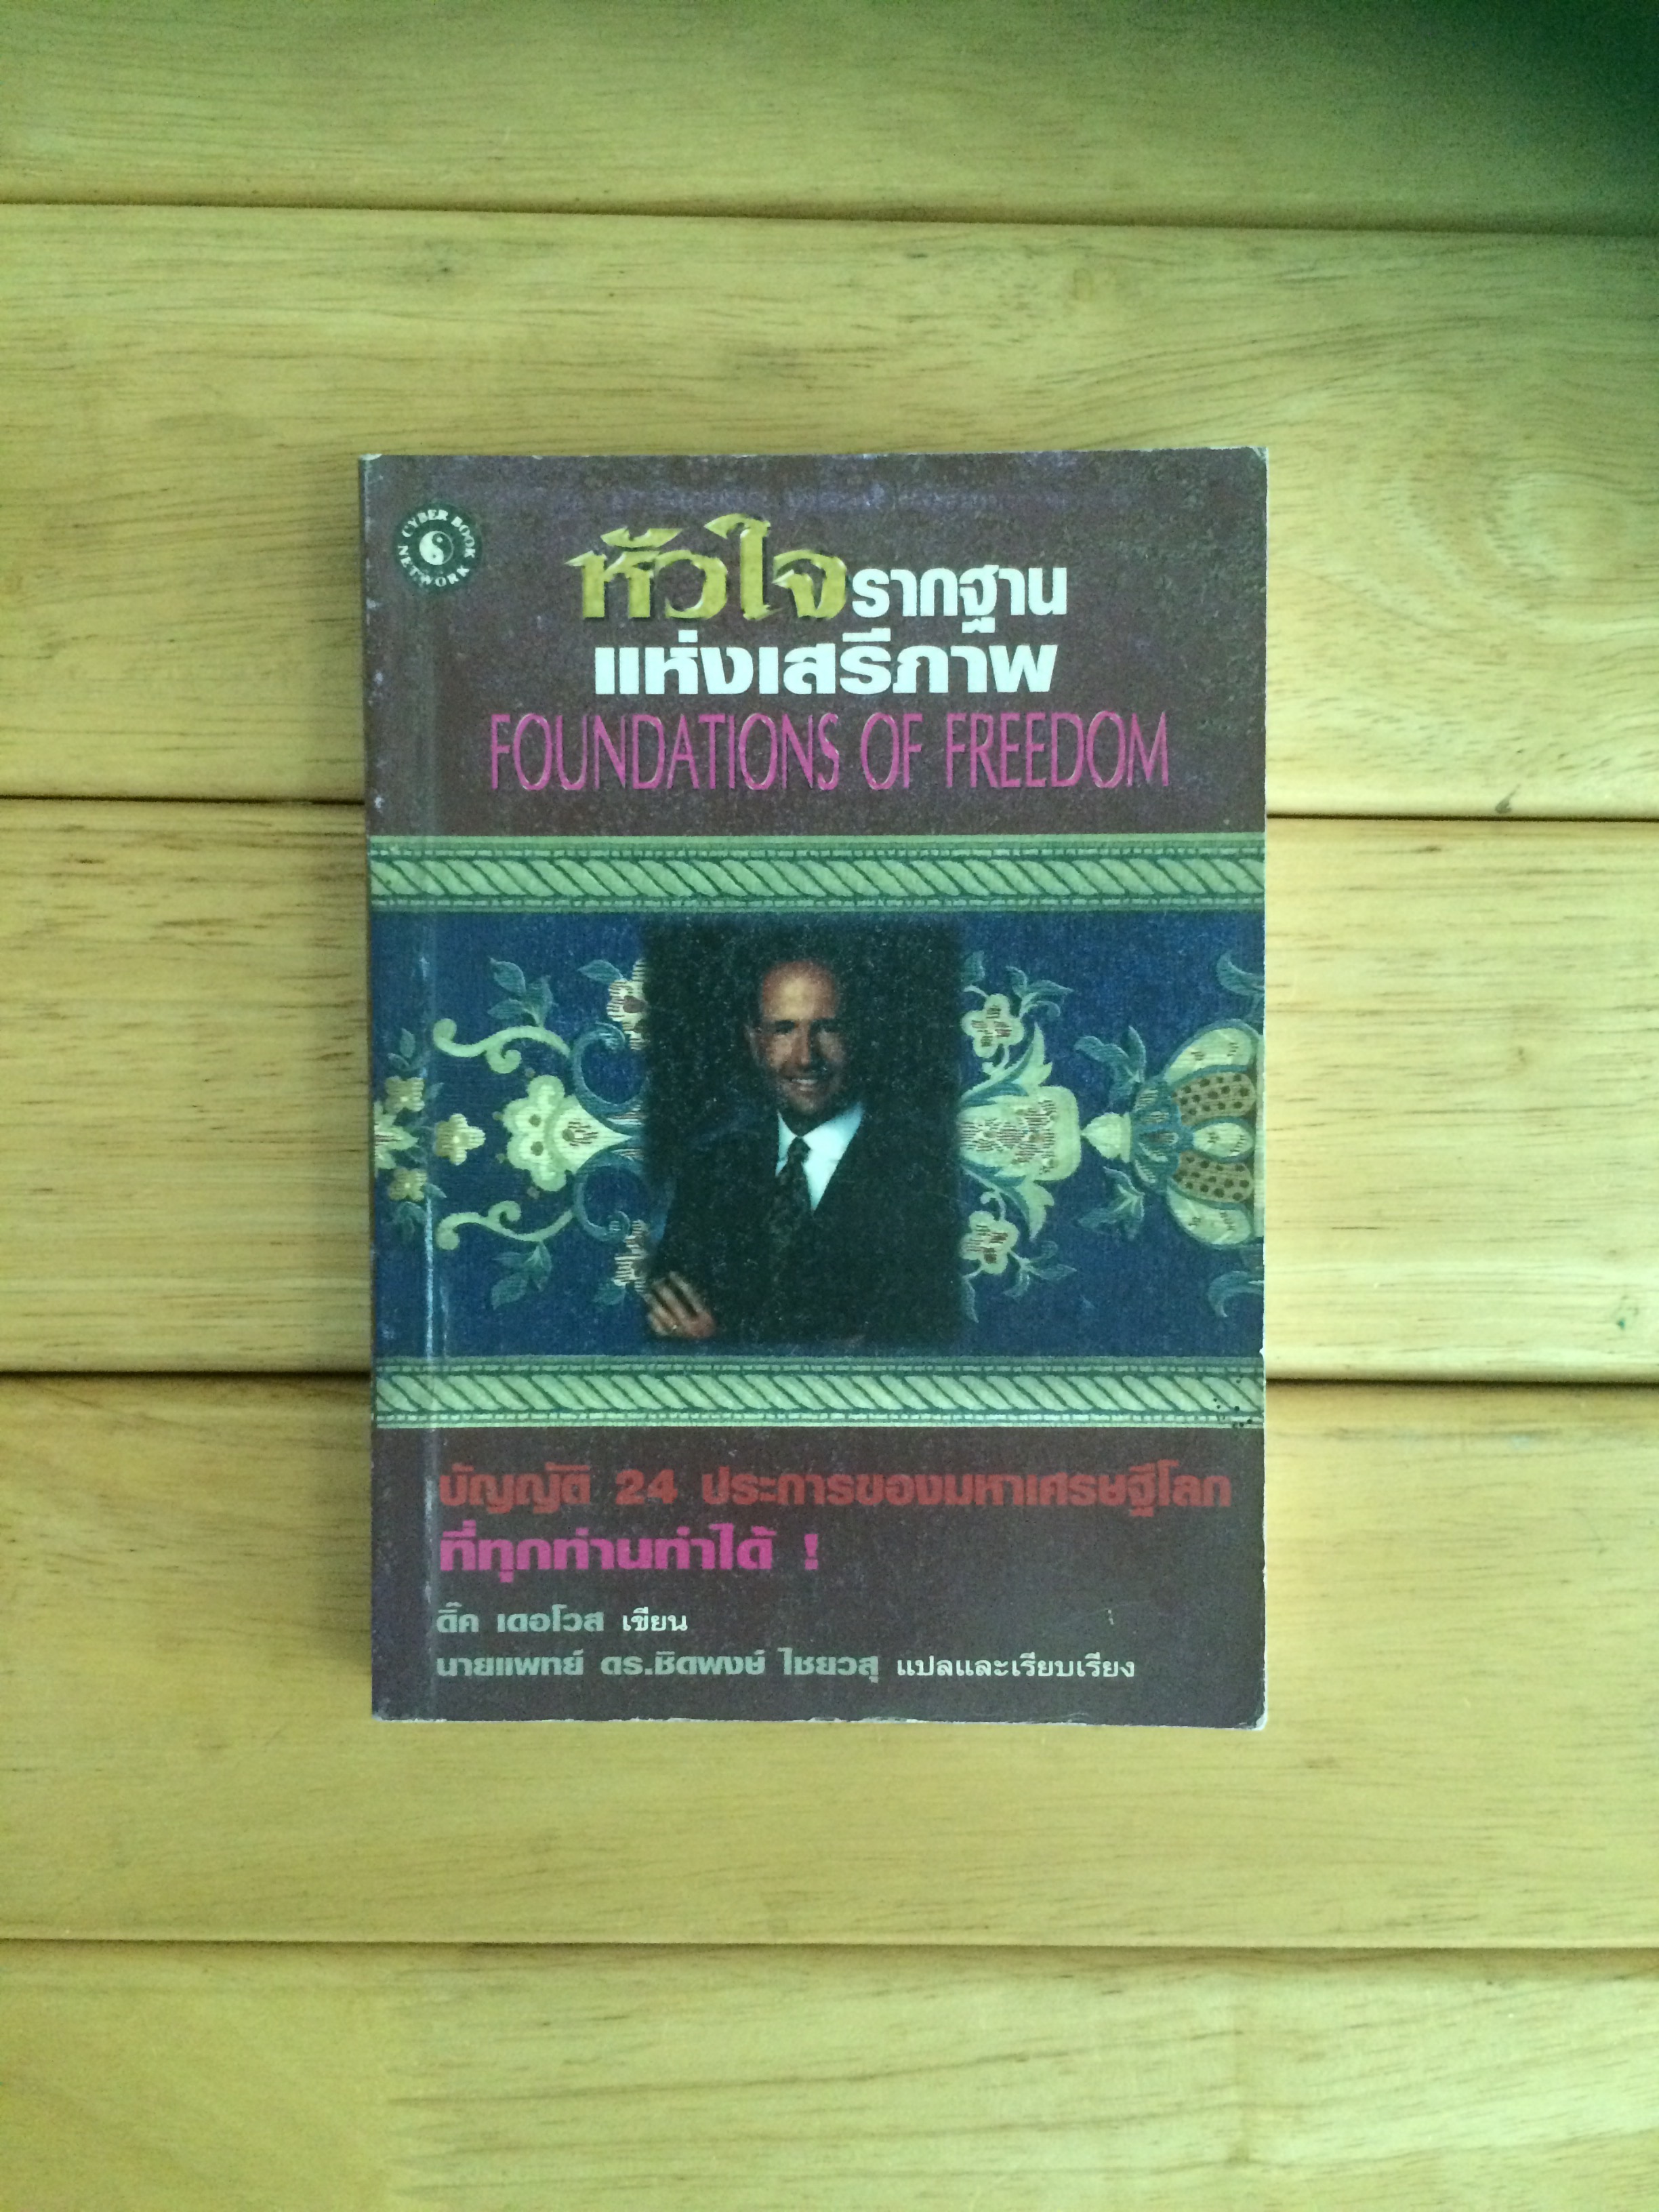 CYBER BOOK NETWORK
หัวใจรากฐาน
แห่งเสรีภาพ
FOUNDATIONS OF FREEDOM
บัญญัติ 24 ประการของมหาเศรษฐีโลก
ที่ทุกท่านทำได้ !
ดิ๊ค เดอโวส เขียน
นายแพทย์ ดร.ชิดพงษ์ ไชยวสุ แปลและเรียบเรียง